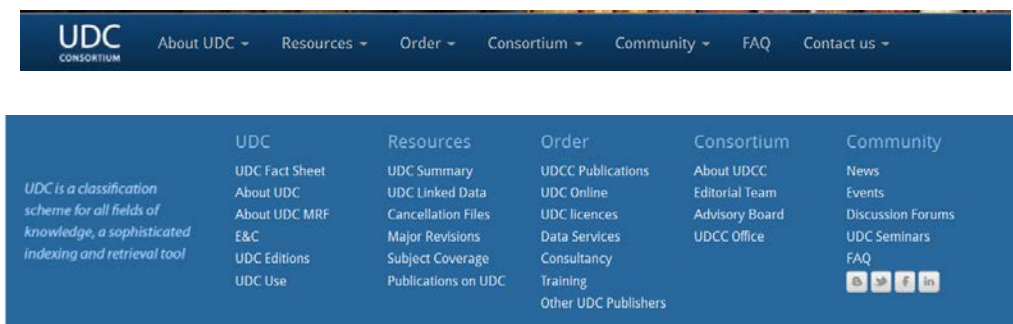 UDC
CONSORTIUM
About UDC
Resources
Order
Consortium
Community
FAQ
Contact us
UDC is a classification
scheme for all fields of
knowledge, a sophisticated
indexing and retrieval tool
UDC
UDC Fact Sheet
About UDC
About UDC MRF
E&C
UDC Editions
UDC Use
Resources
UDC Summary
UDC Linked Data
Cancellation Files
Major Revisions
Subject Coverage
Publications on UDC
Order
UDCC Publications
UDC Online
UDC licences
Data Services
Consultancy
Training
Other UDC Publishers
Consortium
About UDCC
Editorial Team
Advisory Board
UDCC Office
Community
News
Events
Discussion Forums
UDC Seminars
FAQ